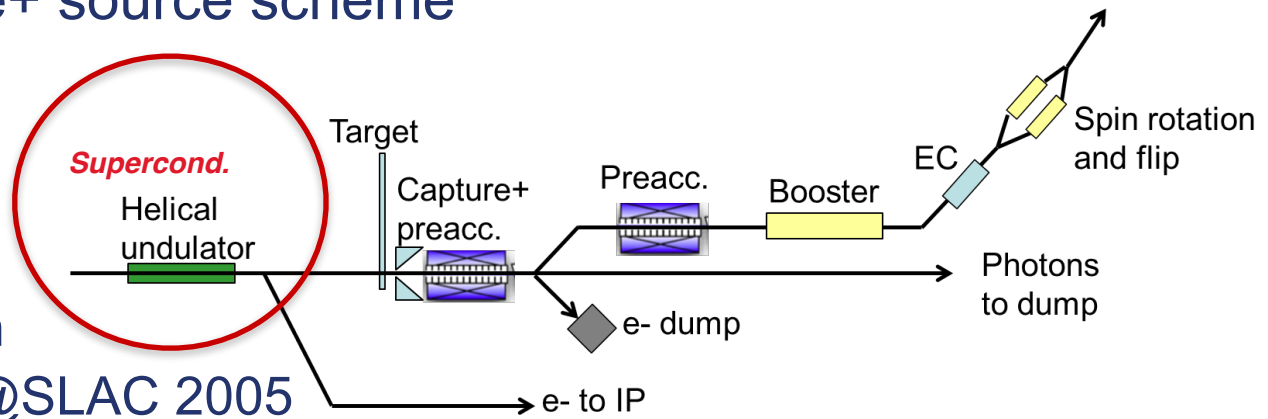 e+ source scheme
Target
Supercond.
Helical
undulator
Capture+
preacc.
Preacc.
Booster
EC
Spin rotation
and flip
Photons
to dump
e- dump
@SLAC 2005
e- to IP